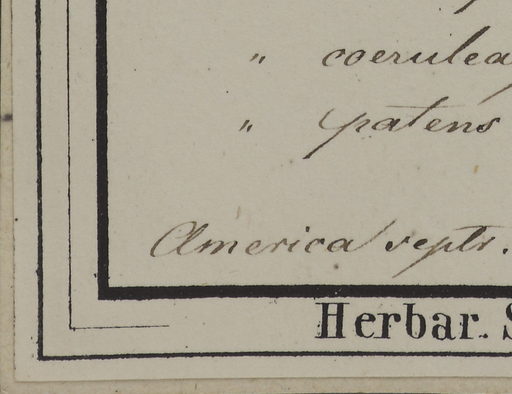 " coerulea
" patens
America septr.
Herbar. S